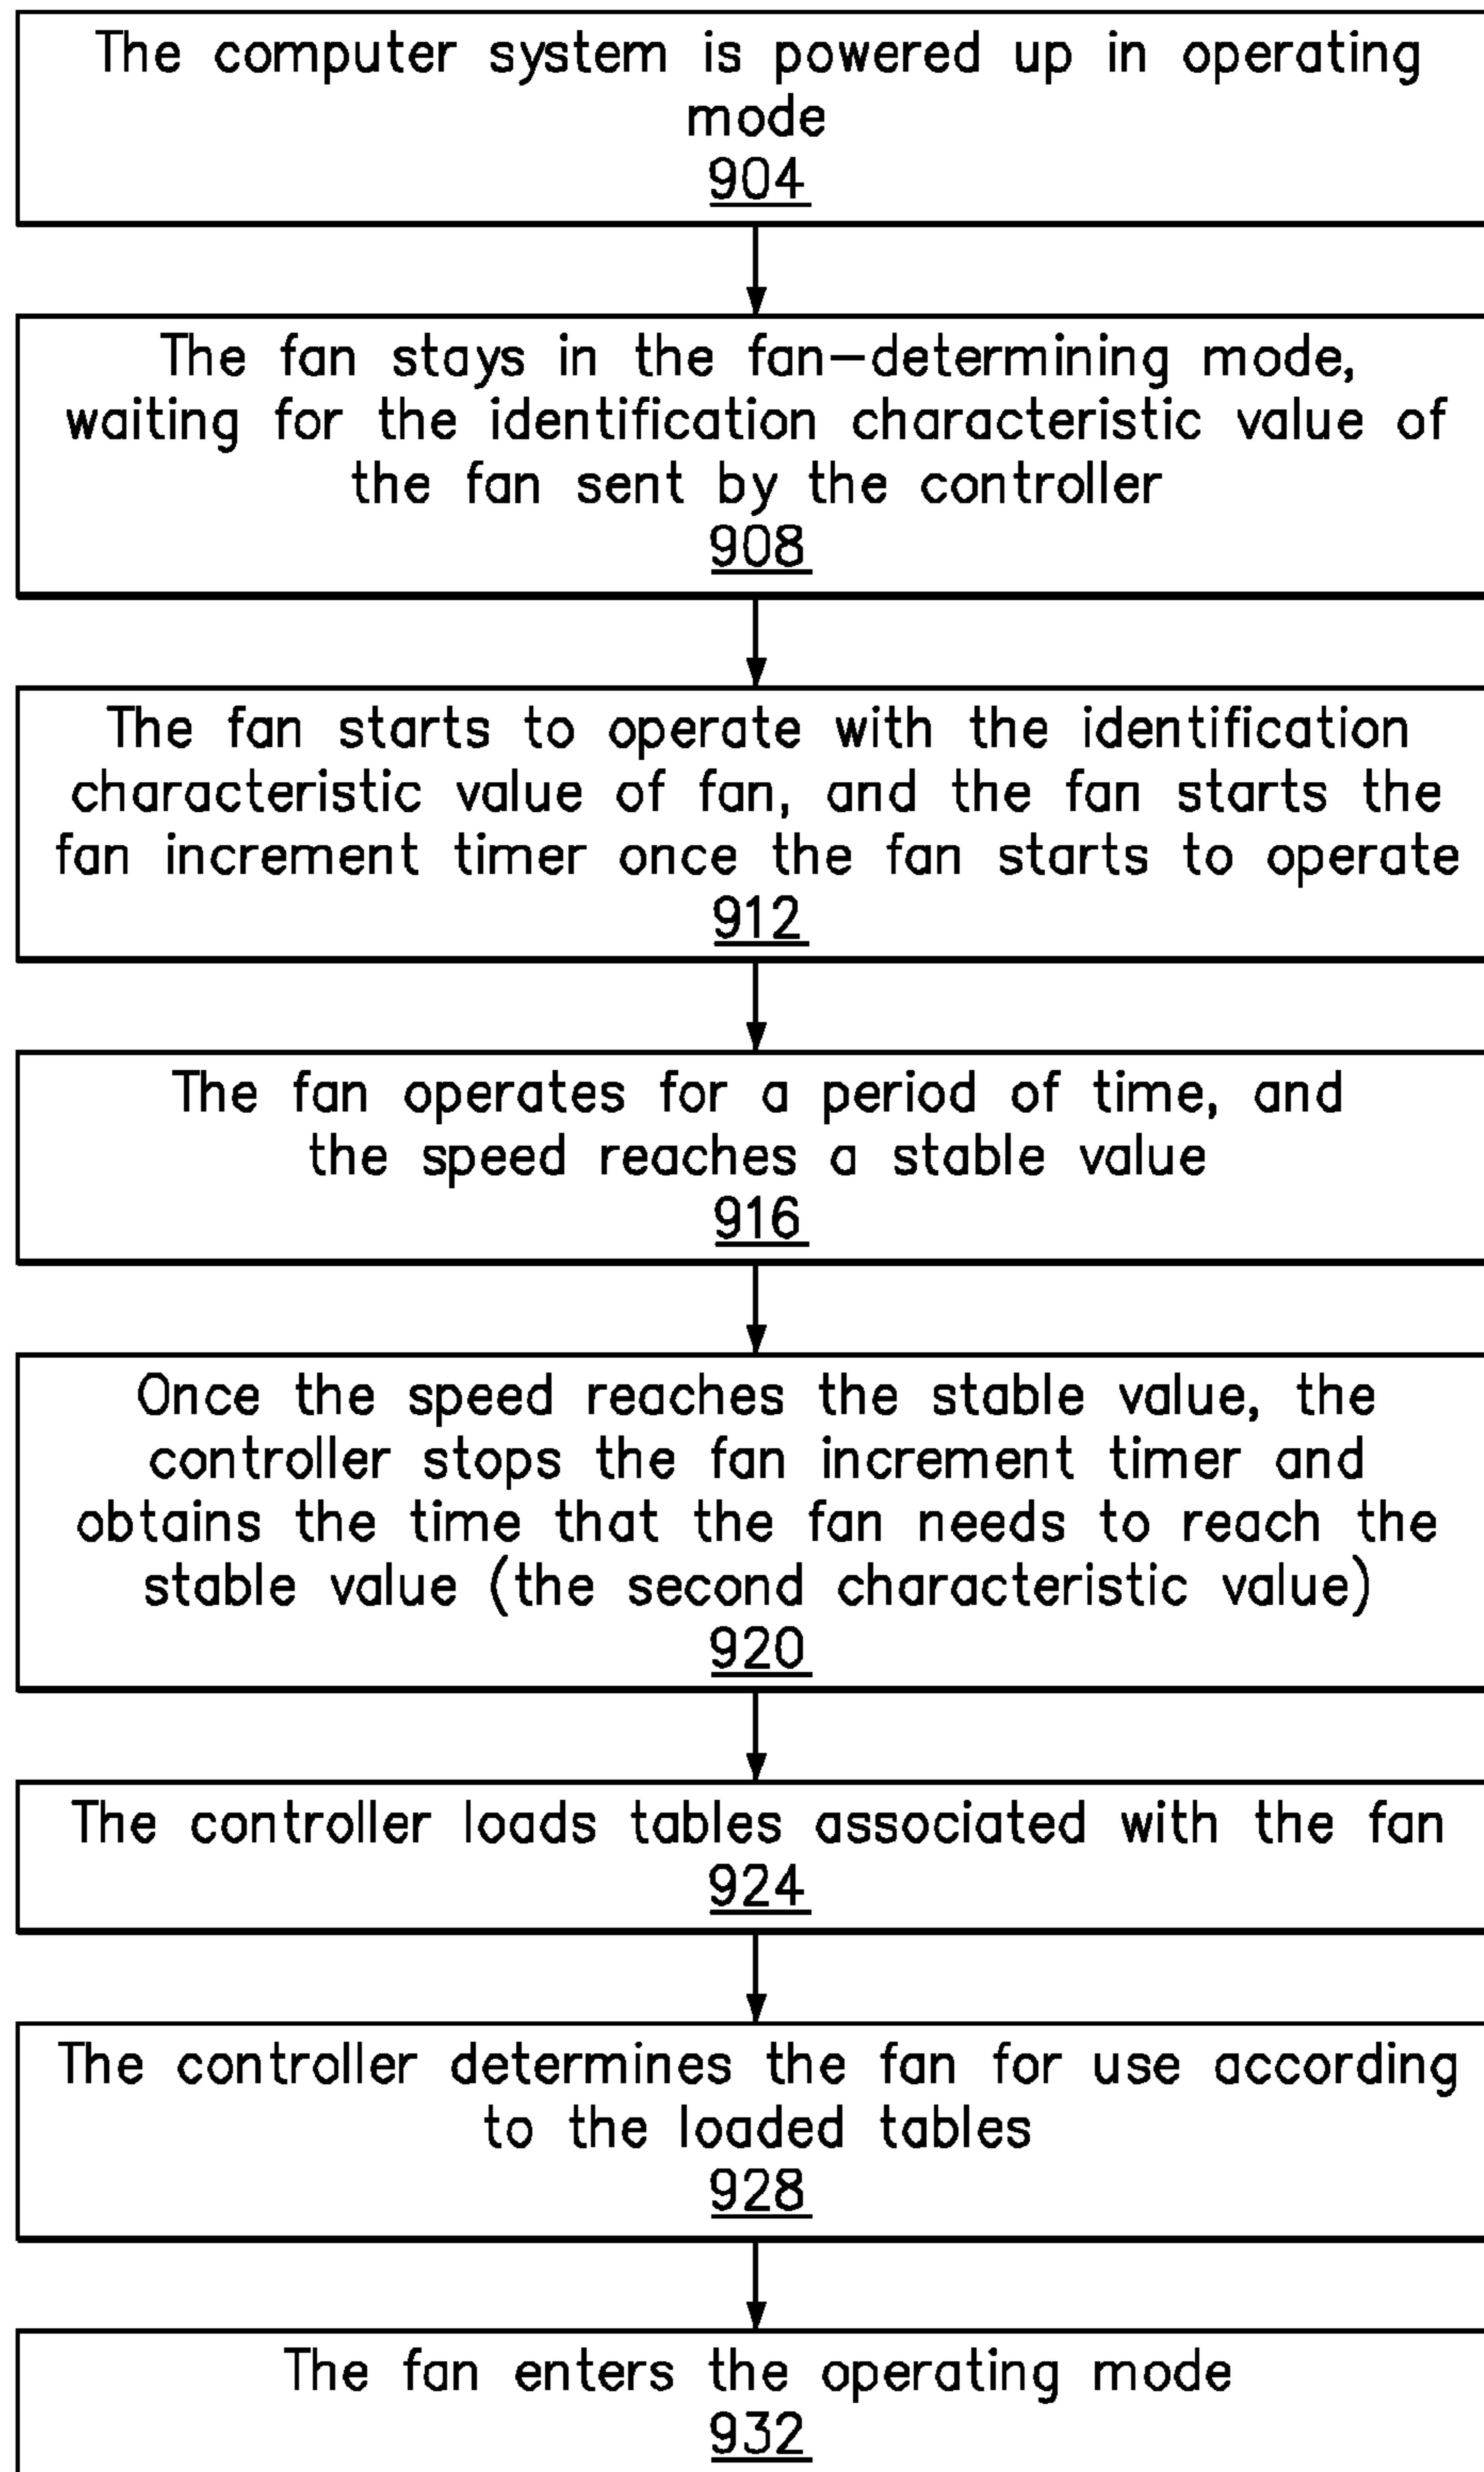 The computer system is powered up in operating
mode
904
The fan stays in the fan-determining mode,
waiting for the identification characteristic value of
the fan sent by the controller
908
The fan starts to operate with the identification
characteristic value of fan, and the fan starts the
fan increment timer once the fan starts to operate
912
The fan operates for a period of time, and
the speed reaches a stable value
916
Once the speed reaches the stable value, the
controller stops the fan increment timer and
obtains the time that the fan needs to reach the
stable value (the second characteristic value)
920
The controller loads tables associated with the fan
924
The controller determines the fan for use according
to the loaded tables
928
The fan enters the operating mode
932